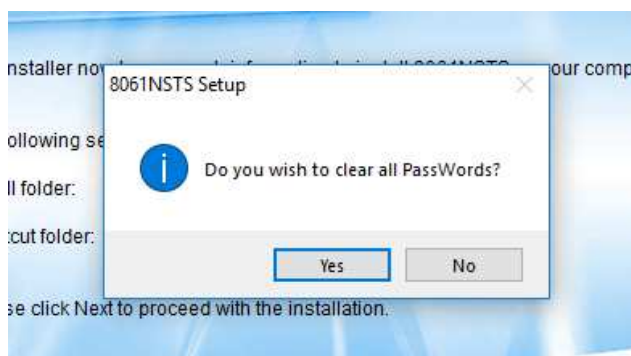 nstaller no
our comp
8061NSTS Setup
ollowing se
ll folder:
Do you wish to clear all PassWords?
cut folder:
Yes
No
se click Next to proceed with the installation.